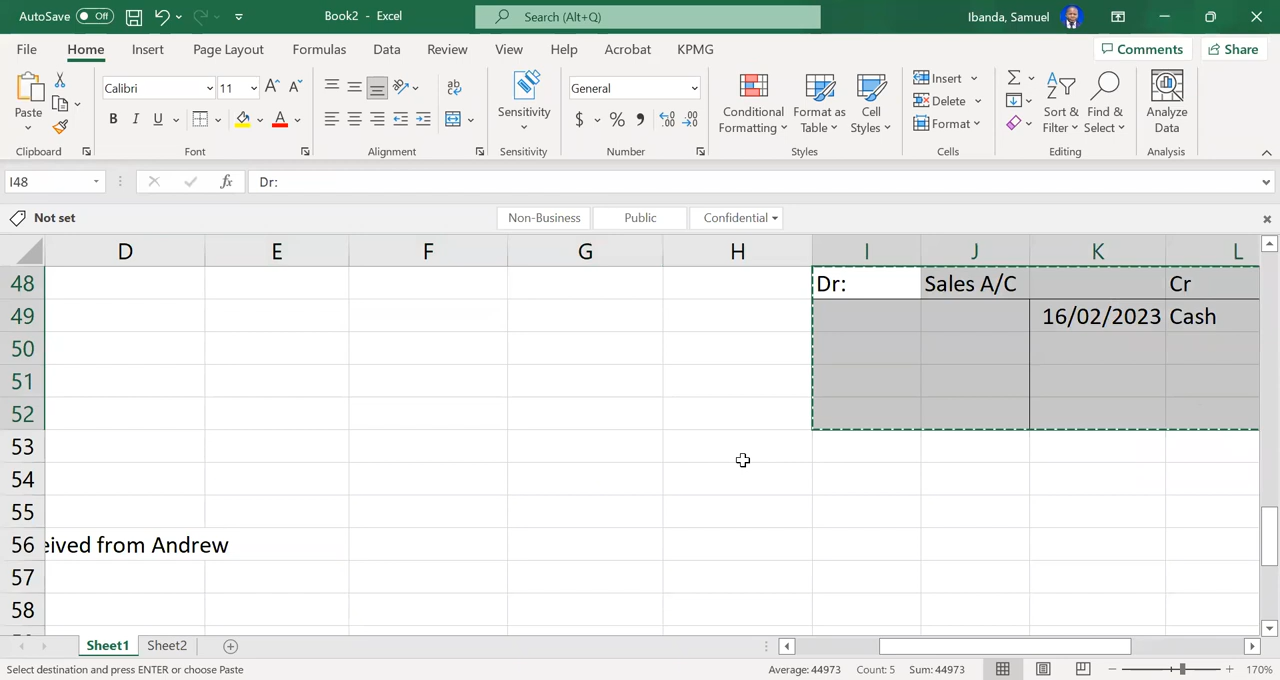 AutoSave Off Book2 - Excel Search (Alt+Q) Ibanda, Samuel
File Home Insert Page Layout Formulas Data Review View Help Acrobat KPMG Comments Share
Calibri 11 General
Paste B I U $ % Sensitivity Conditional Formatting Format as Table Cell Styles Insert Delete Format Sort & Filter Find & Select Analyze Data
Clipboard Font Alignment Sensitivity Number Styles Cells Editing Analysis
I48 fx Dr:
Not set Non-Business Public Confidential
D E F G H I J K L
48 Dr: Sales A/C Cr
49 16/02/2023 Cash
50
51
52
53
54
55
56 eived from Andrew
57
58
Sheet1 Sheet2
Select destination and press ENTER or choose Paste Average: 44973 Count: 5 Sum: 44973 170%